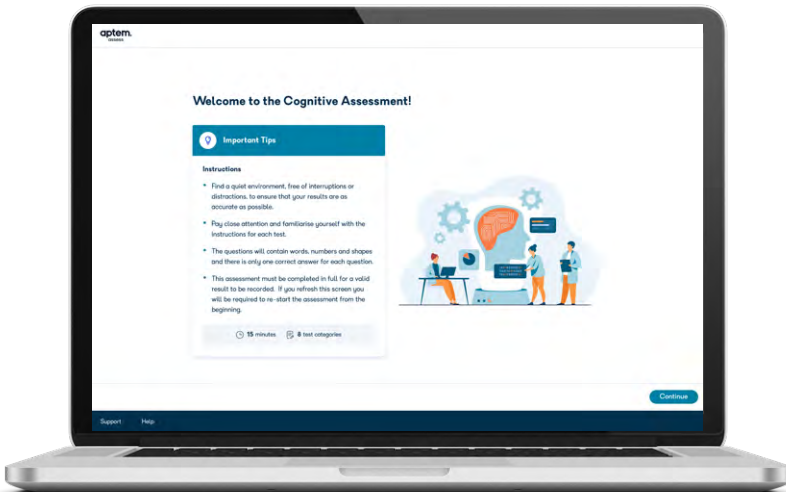 aptem.
assess
Welcome to the Cognitive Assessment!
Important Tips
Instructions
Find a quiet environment, free of interruptions or
distractions, to ensure that your results are as
accurate as possible.
Pay close attention and familiarise yourself with the
instructions for each test.
The questions will contain words, numbers and shapes
and there is only one correct answer for each question.
This assessment must be completed in full for a valid
result to be recorded. If you refresh this screen you
will be required to re-start the assessment from the
beginning.
15 minutes 8 test categories
Continue
Support Help